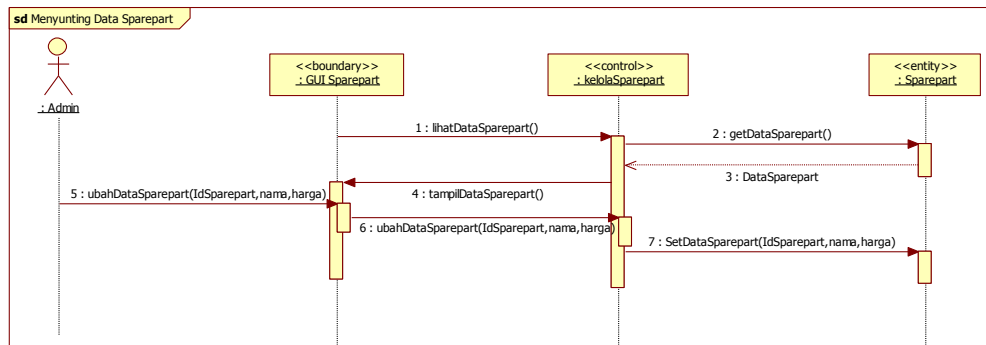 sd Menyunting Data Sparepart
: Admin
<<boundary>>
: GUI Sparepart
<<control>>
: kelolaSparepart
<<entity>>
: Sparepart
1 : lihatDataSparepart()
2 : getDataSparepart()
3 : DataSparepart
4 : tampilDataSparepart()
5 : ubahDataSparepart(IdSparepart,nama,harga)
6 : ubahDataSparepart(IdSparepart,nama,harga)
7 : SetDataSparepart(IdSparepart,nama,harga)